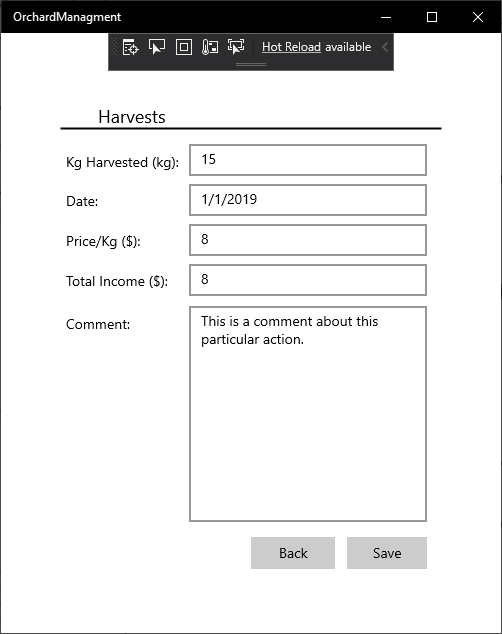 OrchardManagment
Hot Reload available
Harvests
Kg Harvested (kg): 15
Date: 1/1/2019
Price/Kg ($): 8
Total Income ($): 8
Comment: This is a comment about this
particular action.
Back Save